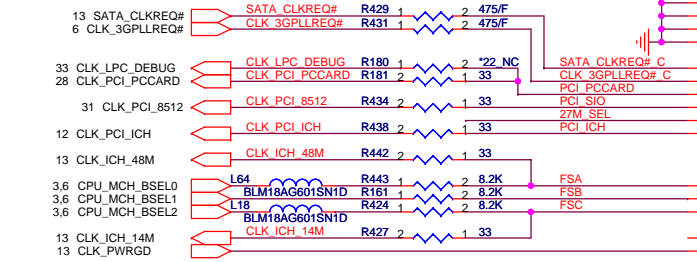 13 SATA_CLKREQ# SATA_CLKREQ# R429 1 2 475/F
6 CLK_3GPLLREQ# CLK_3GPLLREQ# R431 1 2 475/F
33 CLK_LPC_DEBUG CLK_LPC_DEBUG R180 1 2 *22_NC SATA_CLKREQ#_C
28 CLK_PCI_PCCARD CLK_PCI_PCCARD R181 2 1 33 CLK_3GPLLREQ#_C
PCI_PCCARD
31 CLK_PCI_8512 CLK_PCI_8512 R434 2 1 33 PCI_SIO
27M_SEL
12 CLK_PCI_ICH CLK_PCI_ICH R438 2 1 33 PCI_ICH
13 CLK_ICH_48M CLK_ICH_48M R442 2 1 33
3,6 CPU_MCH_BSEL0 L64 R443 1 2 8.2K FSA
3,6 CPU_MCH_BSEL1 BLM18AG601SN1D R161 1 2 8.2K FSB
3,6 CPU_MCH_BSEL2 L18 R424 1 2 8.2K FSC
BLM18AG601SN1D
13 CLK_ICH_14M CLK_ICH_14M R427 2 1 33
13 CLK_PWRGD